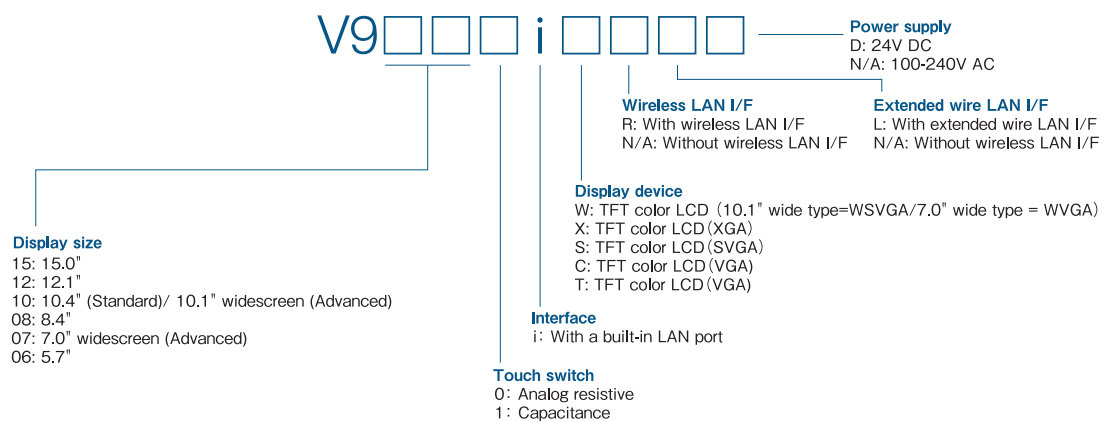 V9□□□i□□□□
Power supply
D: 24V DC
N/A: 100-240V AC
Wireless LAN I/F
R: With wireless LAN I/F
N/A: Without wireless LAN I/F
Extended wire LAN I/F
L: With extended wire LAN I/F
N/A: Without wireless LAN I/F
Display device
W: TFT color LCD (10.1" wide type=WSVGA/7.0" wide type = WVGA)
X: TFT color LCD(XGA)
S: TFT color LCD(SVGA)
C: TFT color LCD(VGA)
T: TFT color LCD(VGA)
Display size
15: 15.0"
12: 12.1"
10: 10.4" (Standard)/ 10.1" widescreen (Advanced)
08: 8.4"
07: 7.0" widescreen (Advanced)
06: 5.7"
Interface
i: With a built-in LAN port
Touch switch
0: Analog resistive
1: Capacitance